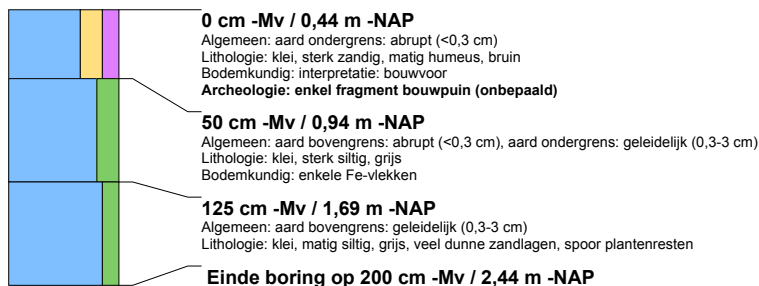 0 cm -Mv / 0,44 m -NAP
Algemeen: aard ondergrens: abrupt (<0,3 cm)
Lithologie: klei, sterk zandig, matig humeus, bruin
Bodemkundig: interpretatie: bouwvoor
Archeologie: enkel fragment bouwpuin (onbepaald)
50 cm -Mv / 0,94 m -NAP
Algemeen: aard bovengrens: abrupt (<0,3 cm), aard ondergrens: geleidelijk (0,3-3 cm)
Lithologie: klei, sterk siltig, grijs
Bodemkundig: enkele Fe-vlekken
125 cm -Mv / 1,69 m -NAP
Algemeen: aard bovengrens: geleidelijk (0,3-3 cm)
Lithologie: klei, matig siltig, grijs, veel dunne zandlagen, spoor plantenresten
Einde boring op 200 cm -Mv / 2,44 m -NAP